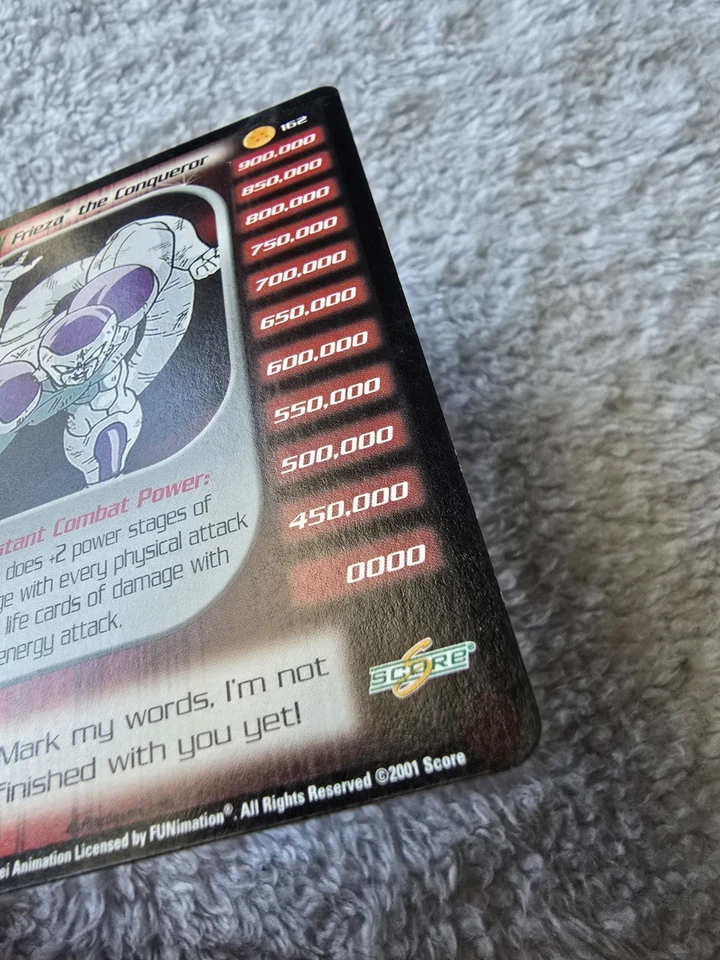 162
Frieza® the Conqueror
900,000
850,000
800,000
750,000
700,000
650,000
600,000
550,000
500,000
450,000
0000
stant Combat Power:
does +2 power stages of
ge with every physical attack
life cards of damage with
energy attack.
SCORE®
Mark my words, I'm not
finished with you yet!
ei Animation Licensed by FUNimation®. All Rights Reserved ©2001 Score